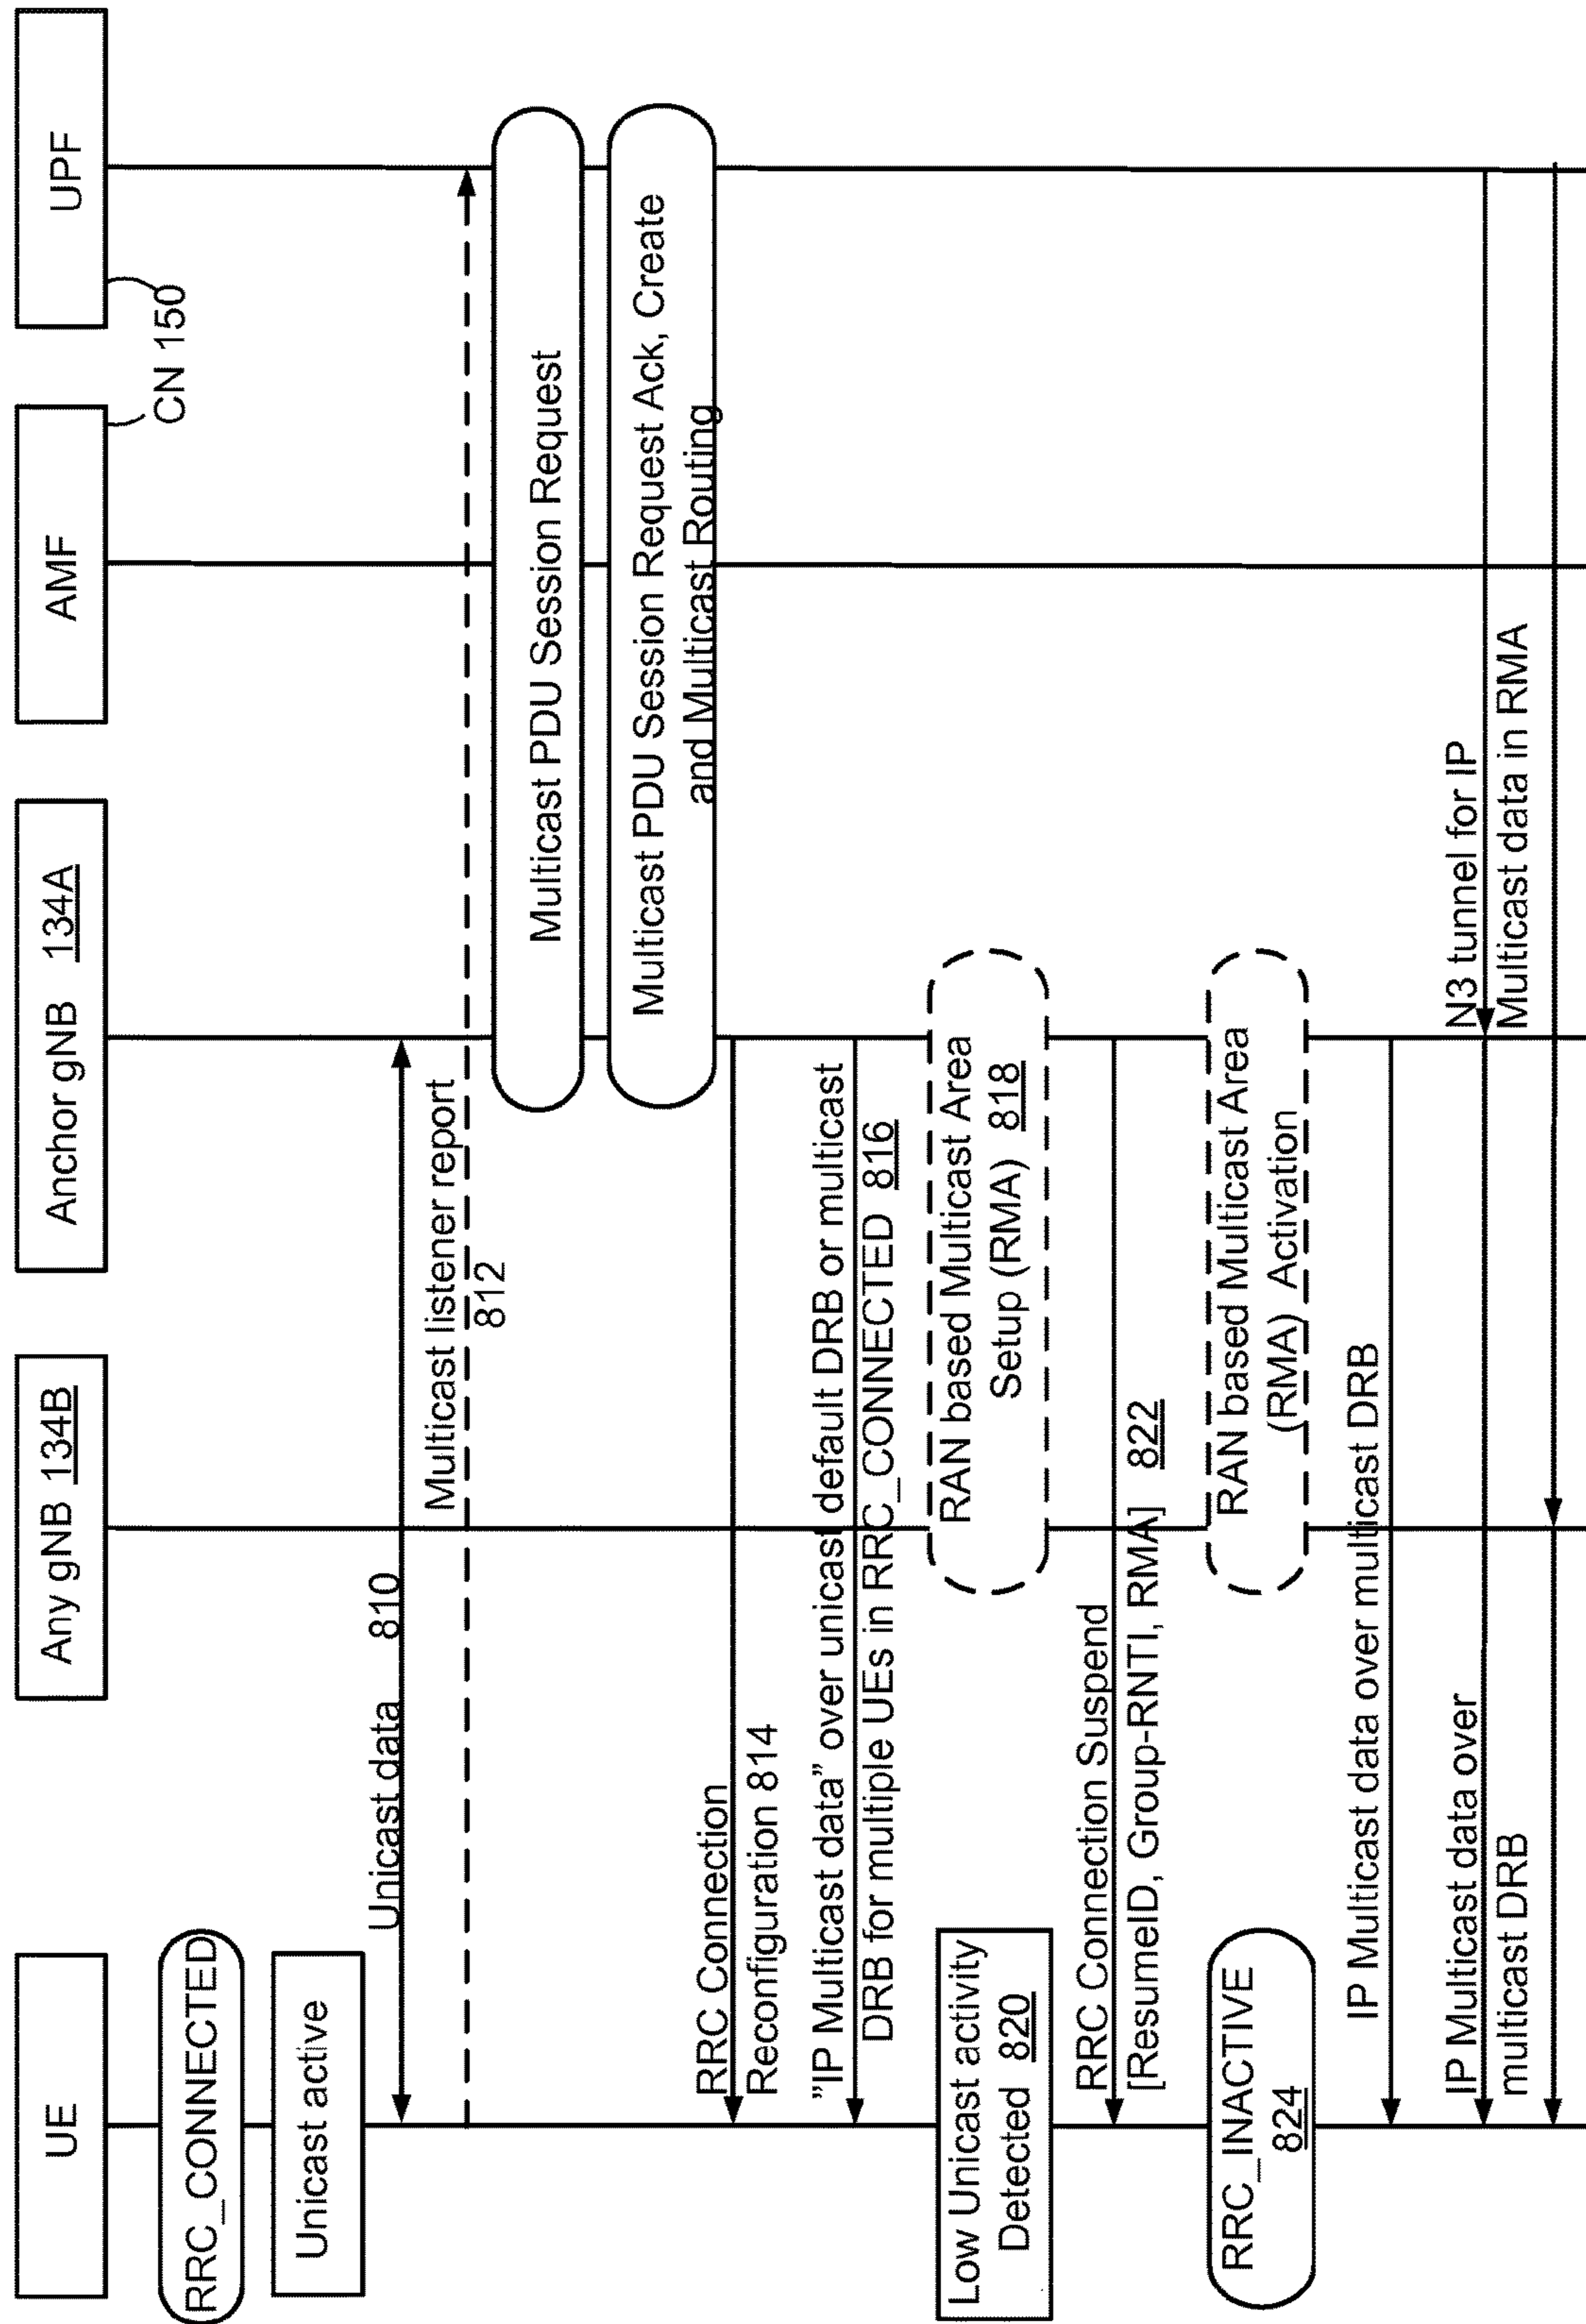 UE
Any gNB 134B
Anchor gNB 134A
AMF
UPF
CN 150
RRC_CONNECTED
Unicast active
Unicast data 810
Multicast listener report
812
Multicast PDU Session Request
Multicast PDU Session Request Ack, Create
and Multicast Routing
RRC Connection
Reconfiguration 814
”IP Multicast data” over unicast default DRB or multicast
DRB for multiple UEs in RRC_CONNECTED 816
RAN based Multicast Area
Setup (RMA) 818
Low Unicast activity
Detected 820
RRC Connection Suspend
[ResumeID, Group-RNTI, RMA] 822
RAN based Multicast Area
(RMA) Activation
RRC_INACTIVE
824
IP Multicast data over multicast DRB
N3 tunnel for IP
Multicast data in RMA
IP Multicast data over
multicast DRB